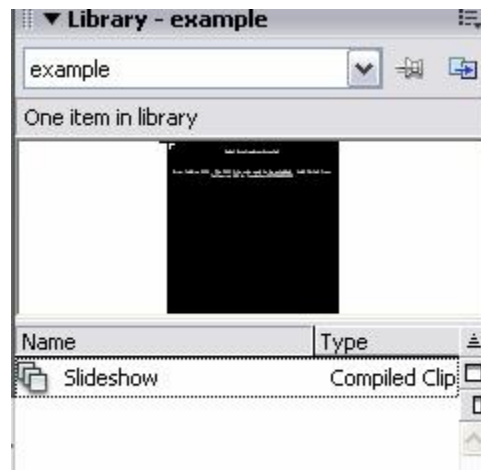 Library - example
example
One item in library
Name Type
Slideshow Compiled Clip